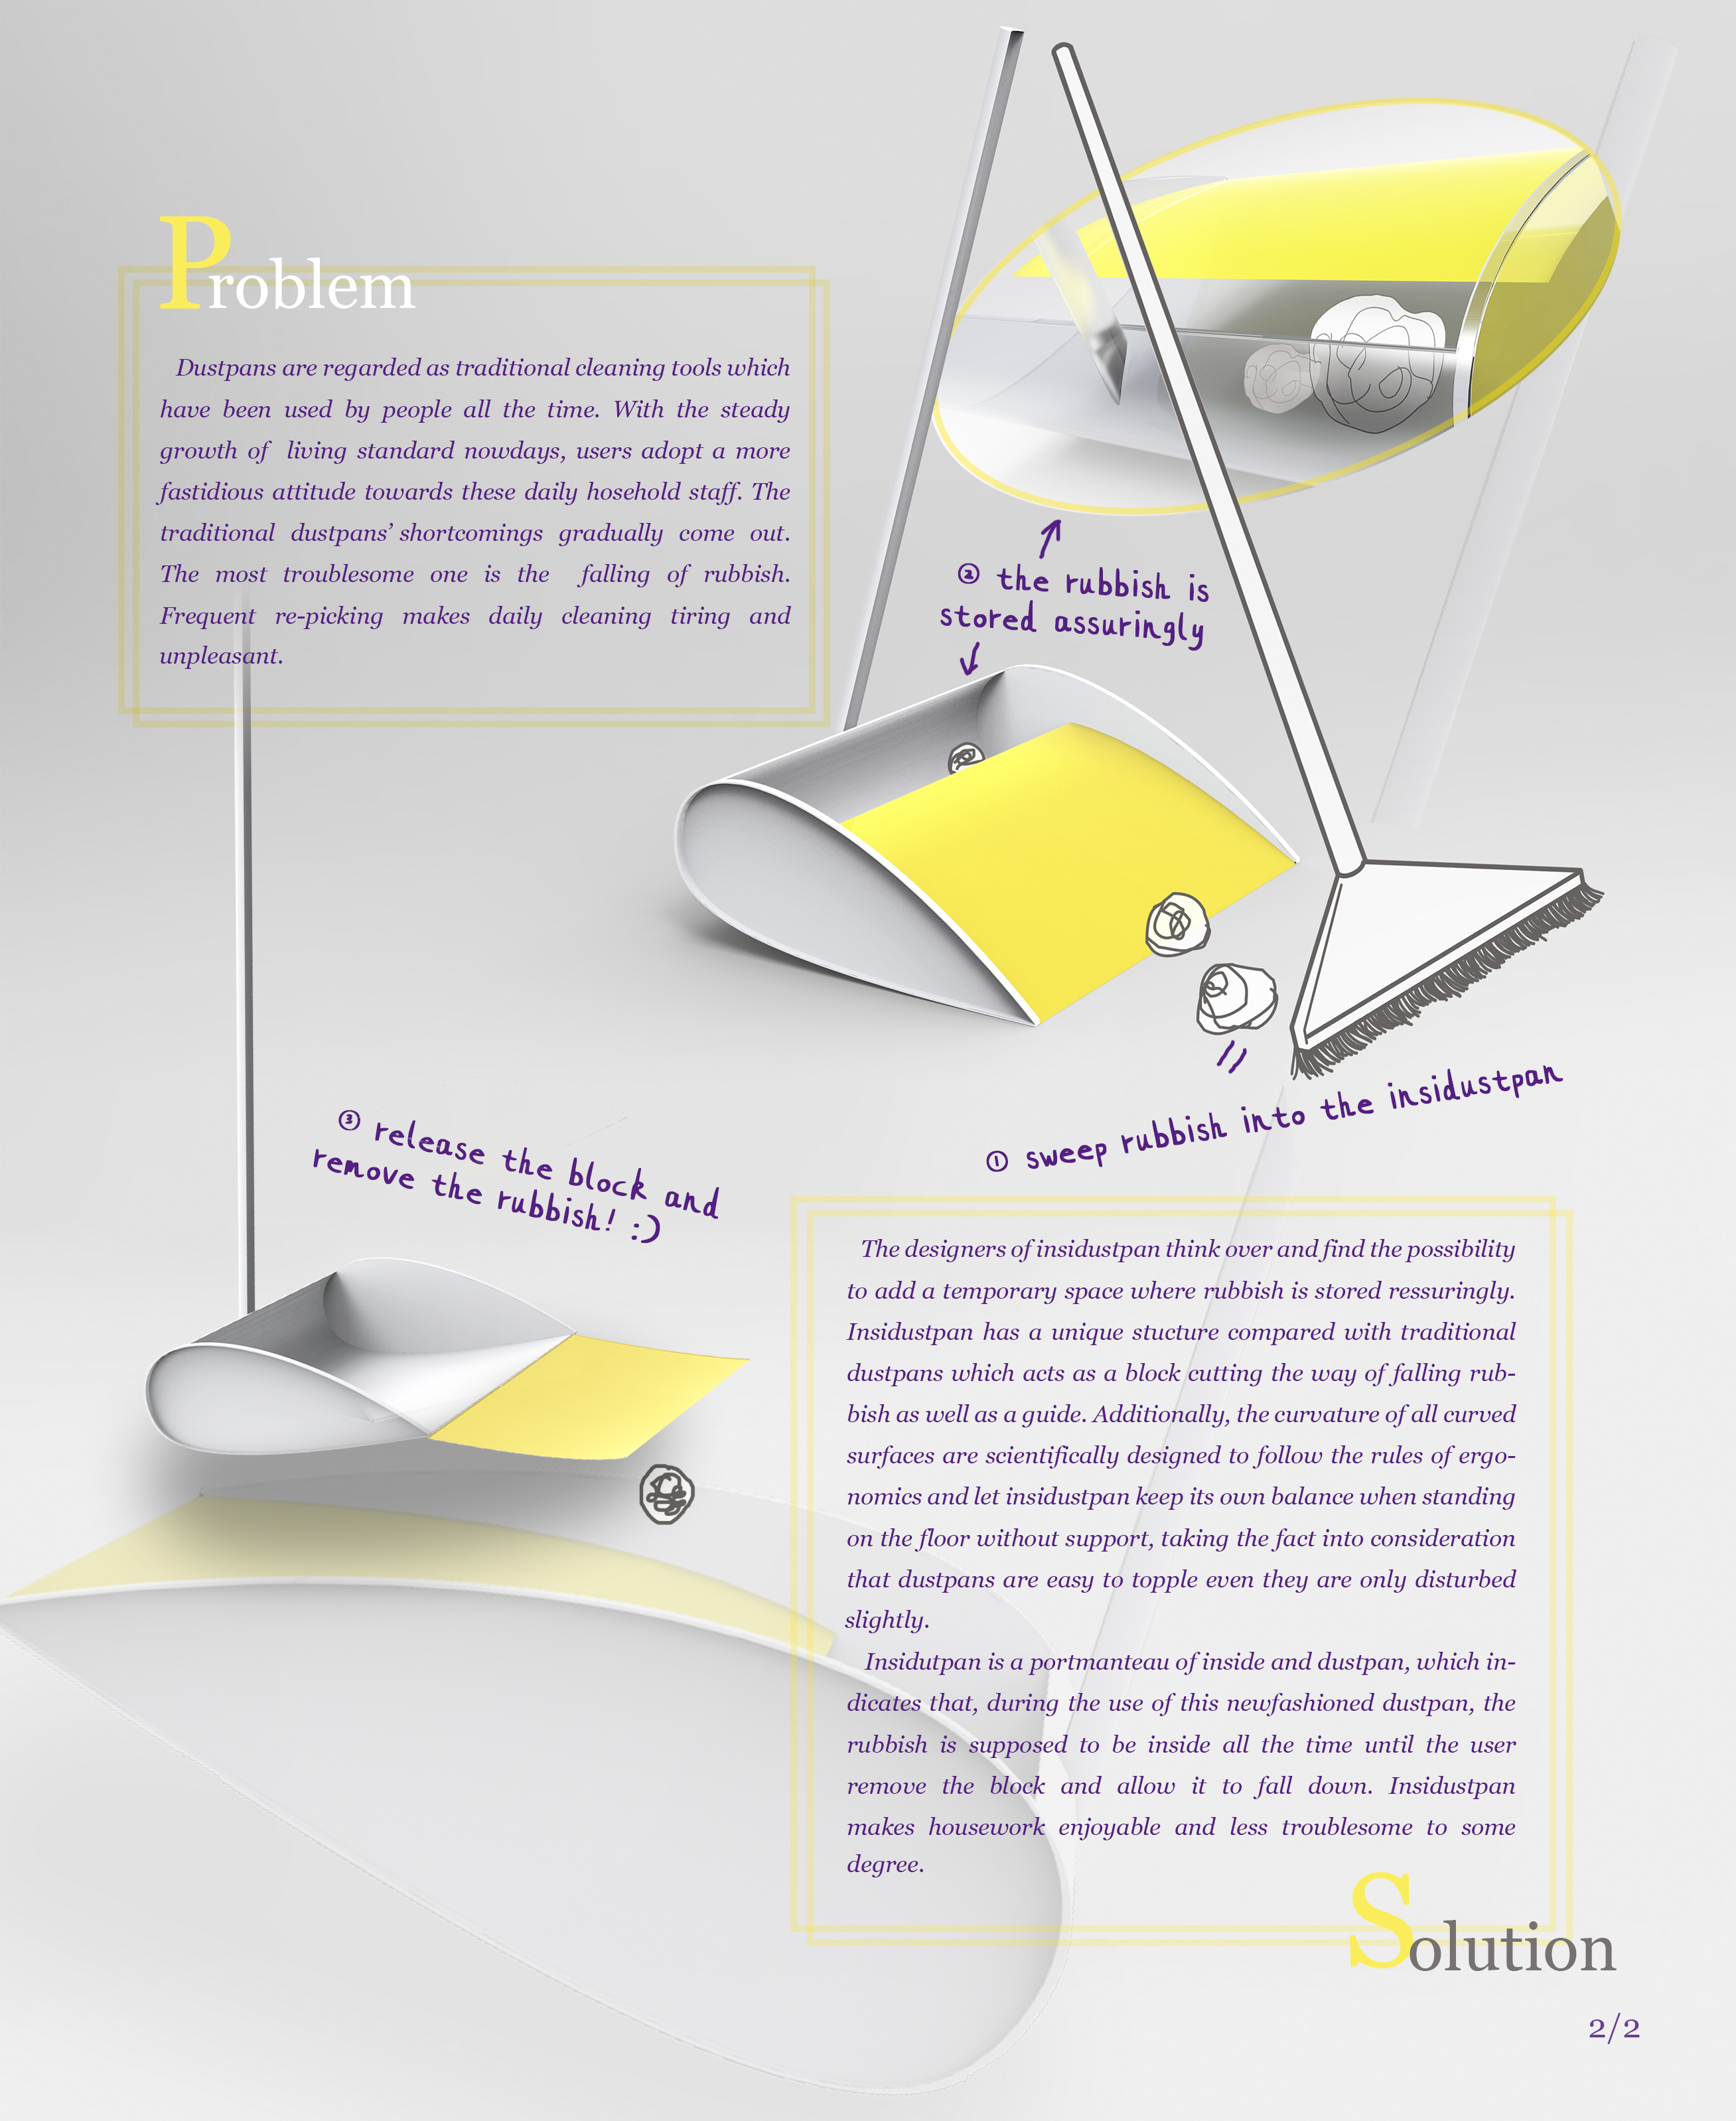 Problem
Dustpans are regarded as traditional cleaning tools which
have been used by people all the time. With the steady
growth of living standard nowdays, users adopt a more
fastidious attitude towards these daily hosehold staff. The
traditional dustpans' shortcomings gradually come out.
The most troublesome one is the falling of rubbish.
Frequent re-picking makes daily cleaning tiring and
unpleasant.
② the rubbish is
stored assuringly
① sweep rubbish into the insidustpan
③ release the block and
remove the rubbish! :)
The designers of insidustpan think over and find the possibility
to add a temporary space where rubbish is stored ressuringly.
Insidustpan has a unique stucture compared with traditional
dustpans which acts as a block cutting the way of falling rub-
bish as well as a guide. Additionally, the curvature of all curved
surfaces are scientifically designed to follow the rules of ergo-
nomics and let insidustpan keep its own balance when standing
on the floor without support, taking the fact into consideration
that dustpans are easy to topple even they are only disturbed
slightly.
Insidutpan is a portmanteau of inside and dustpan, which in-
dicates that, during the use of this newfashioned dustpan, the
rubbish is supposed to be inside all the time until the user
remove the block and allow it to fall down. Insidustpan
makes housework enjoyable and less troublesome to some
degree.
Solution
2/2